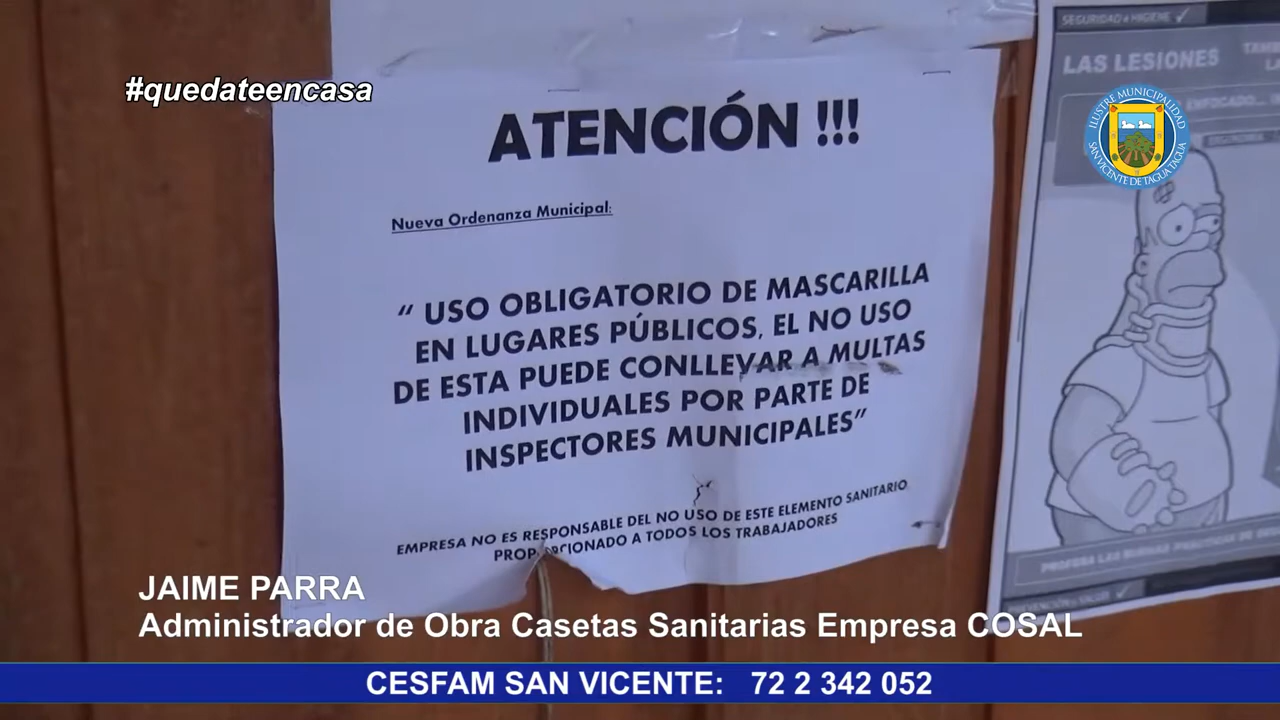 #quedateencasa
ATENCIÓN !!!
Nueva Ordenanza Municipal:
“ USO OBLIGATORIO DE MASCARILLA
EN LUGARES PÚBLICOS, EL NO USO
DE ESTA PUEDE CONLLEVAR A MULTAS
INDIVIDUALES POR PARTE DE
INSPECTORES MUNICIPALES”
EMPRESA NO ES RESPONSABLE DEL NO USO DE ESTE ELEMENTO SANITARIO
PROPORCIONADO A TODOS LOS TRABAJADORES
SEGURIDAD e HIGIENE
LAS LESIONES
ILUSTRE MUNICIPALIDAD
SAN VICENTE DE TAGUA TAGUA
JAIME PARRA
Administrador de Obra Casetas Sanitarias Empresa COSAL
CESFAM SAN VICENTE: 72 2 342 052